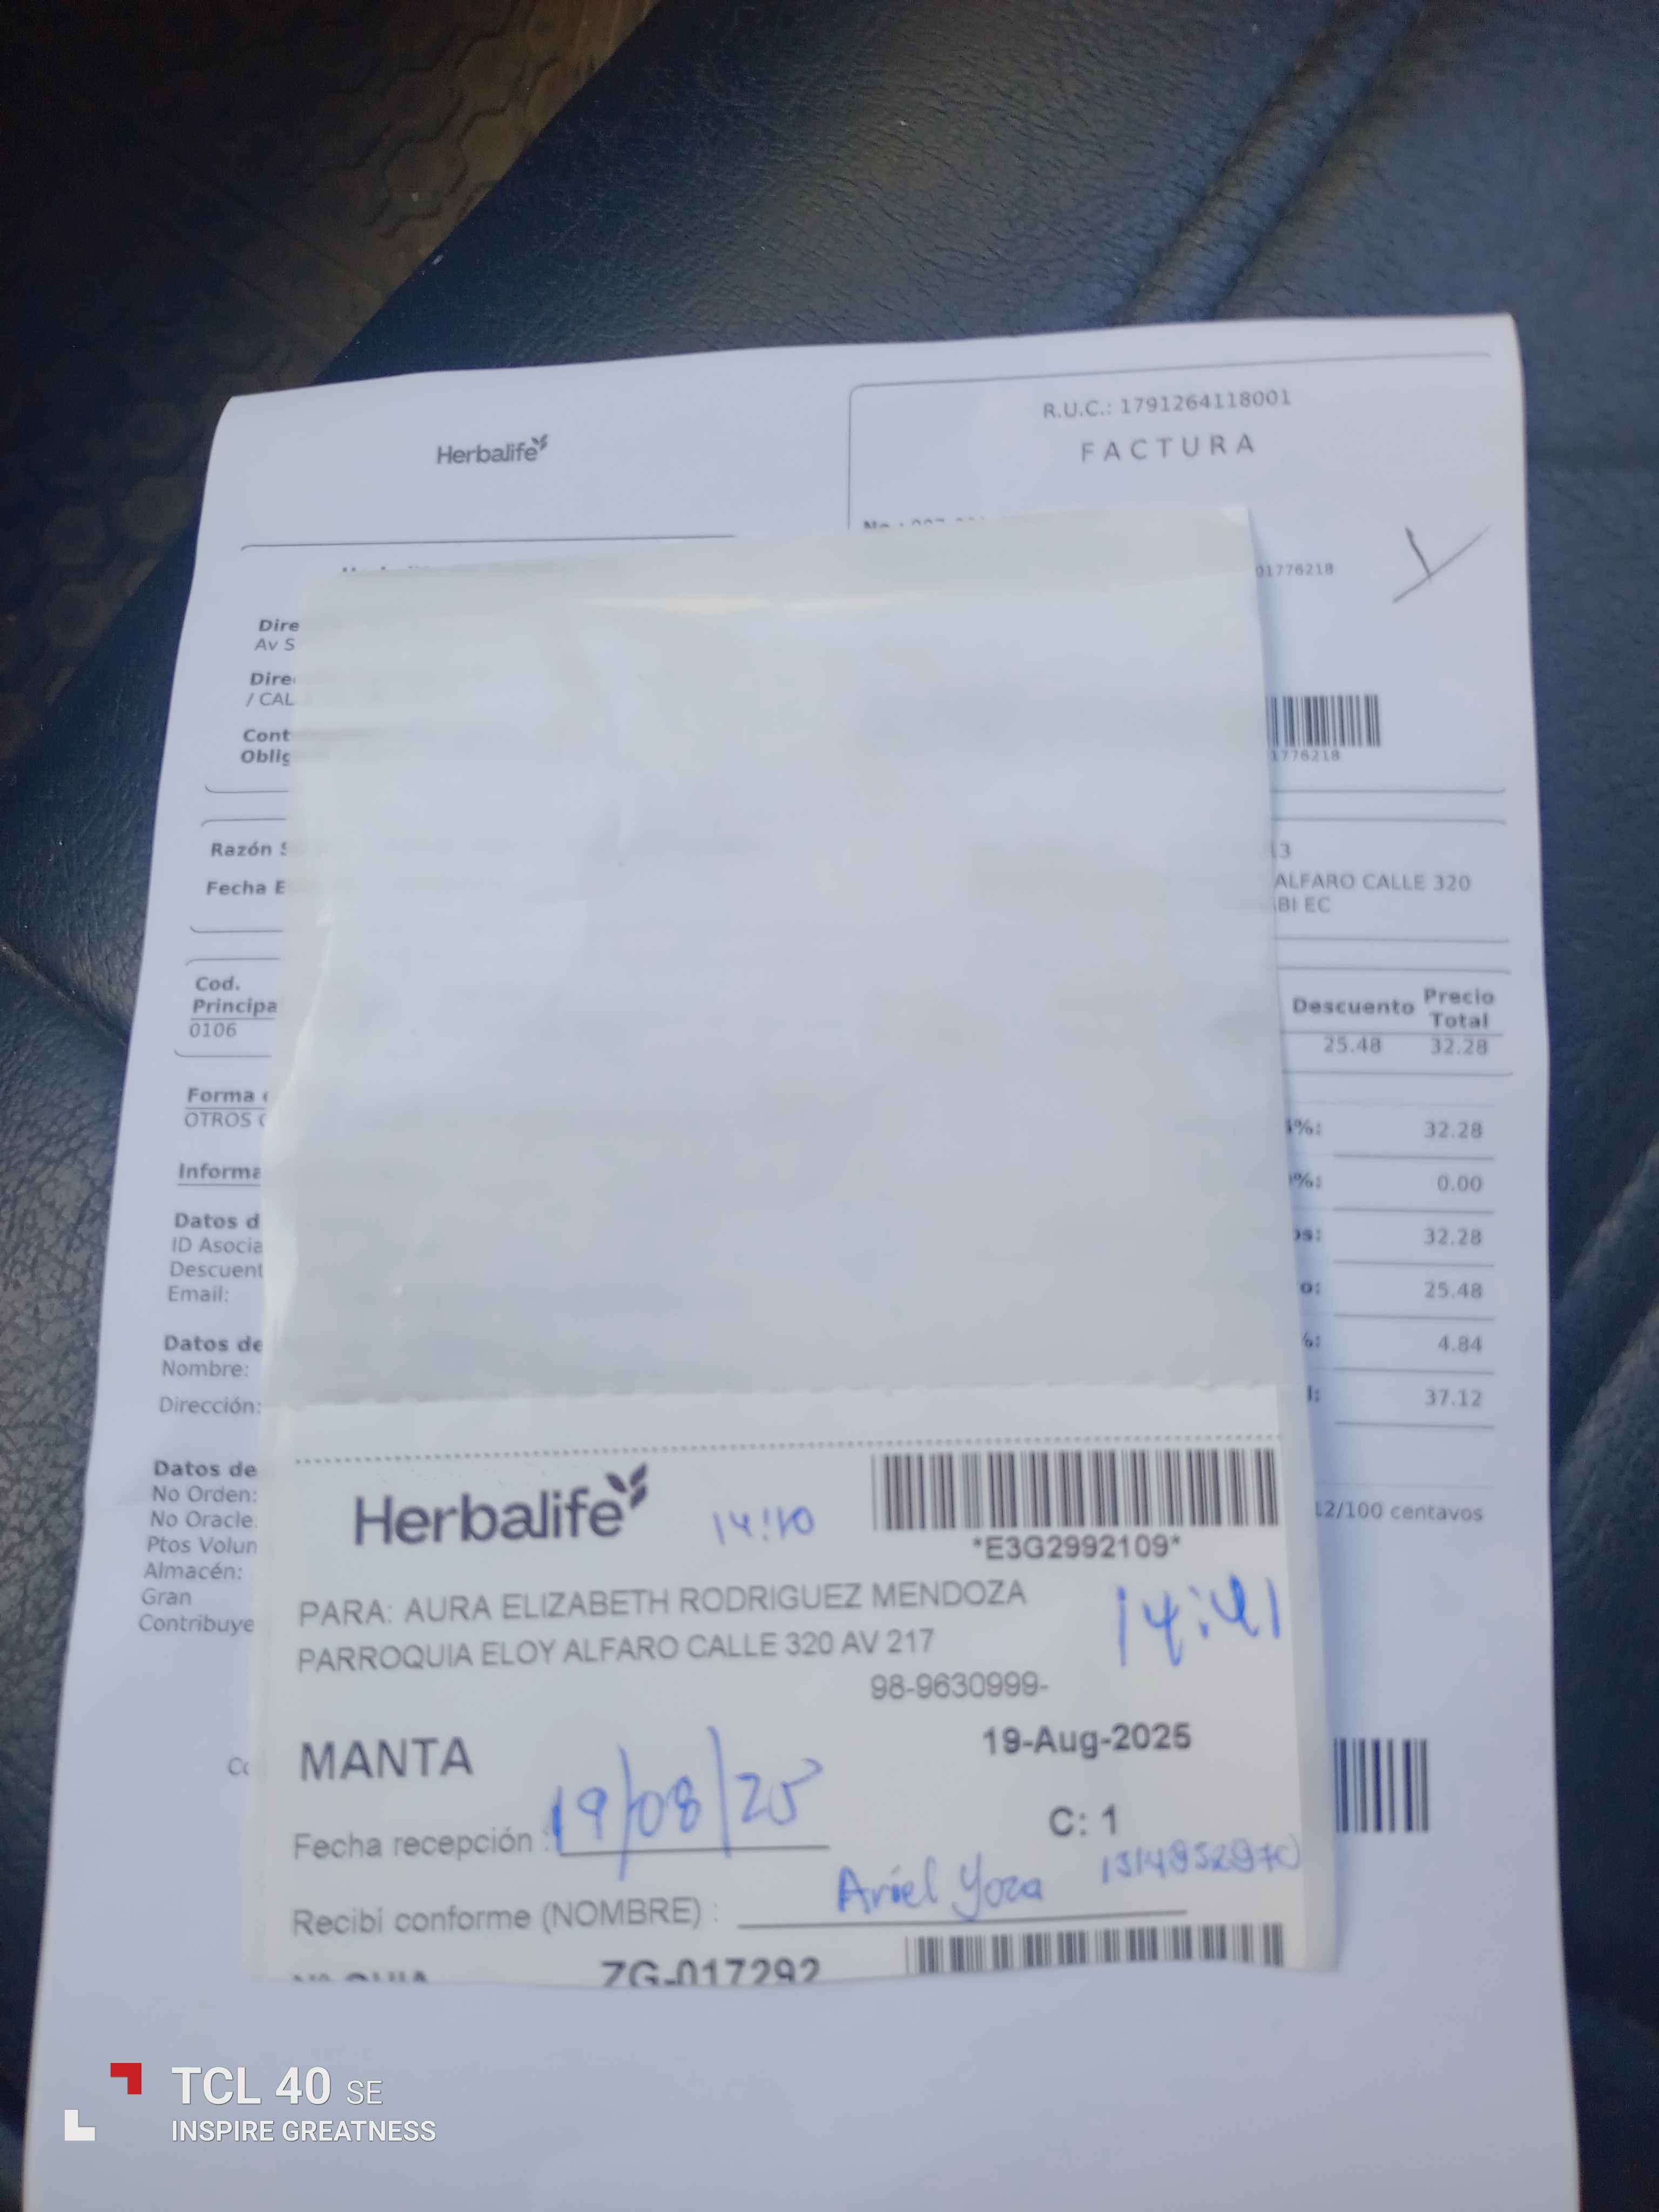 Herbalife
R.U.C.: 1791264118001
FACTURA
01776218
Dire
Av S
Dire
/ CAL
Cont
Oblig
1776218
Razón
Fecha E
13
ALFARO CALLE 320
BI EC
Cod.
Principa
0106
Descuento Precio
Total
25.48 32.28
Forma
OTROS
%: 32.28
%: 0.00
Informa
os: 32.28
Datos d
ID Asocia
Descuent
Email:
o: 25.48
Datos de
Nombre:
%: 4.84
Dirección:
l: 37.12
Datos de
No Orden:
No Oracle
Ptos Volun
Almacén:
Gran
Contribuye
12/100 centavos
Herbalife
14:10
*E3G2992109*
PARA: AURA ELIZABETH RODRIGUEZ MENDOZA
14:41
PARROQUIA ELOY ALFARO CALLE 320 AV 217
98-9630999-
MANTA
19-Aug-2025
Fecha recepción : 19/08/25
C: 1
Recibi conforme (NOMBRE) : Ariel Yoza
ZG-017292
TCL 40 SE
INSPIRE GREATNESS